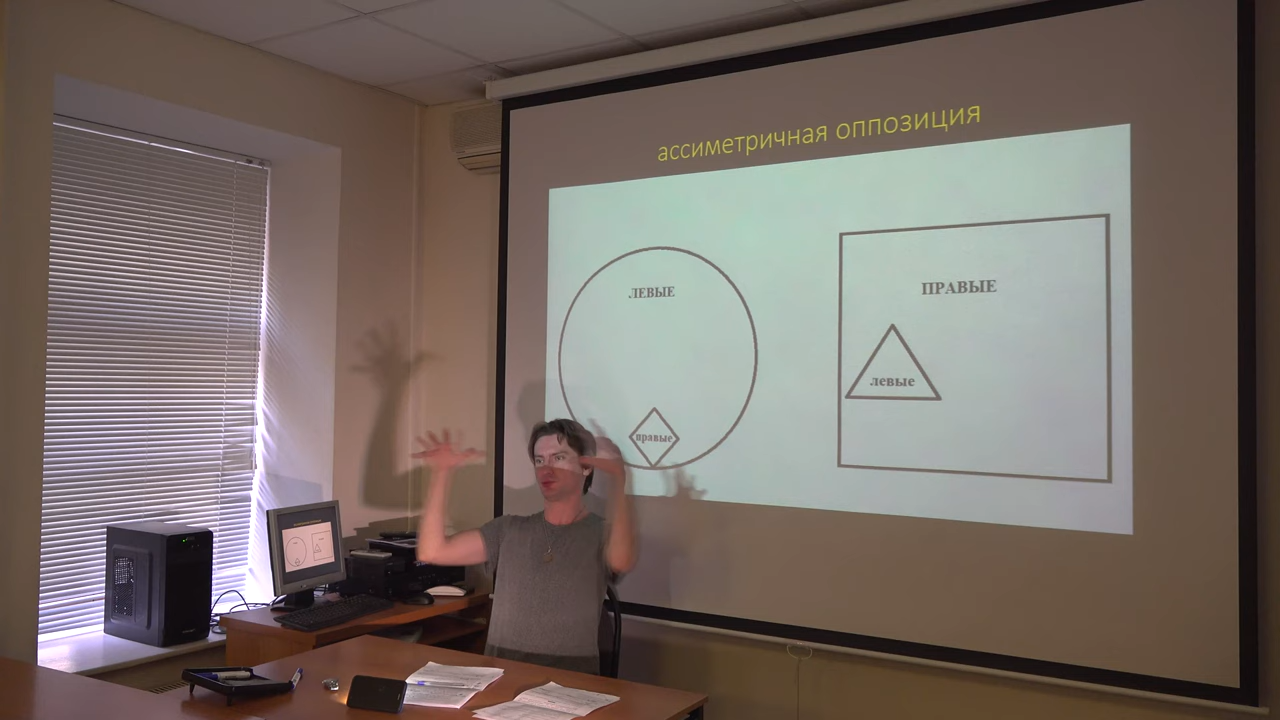 ассиметричная оппозиция
ЛЕВЫЕ
правые
ПРАВЫЕ
левые